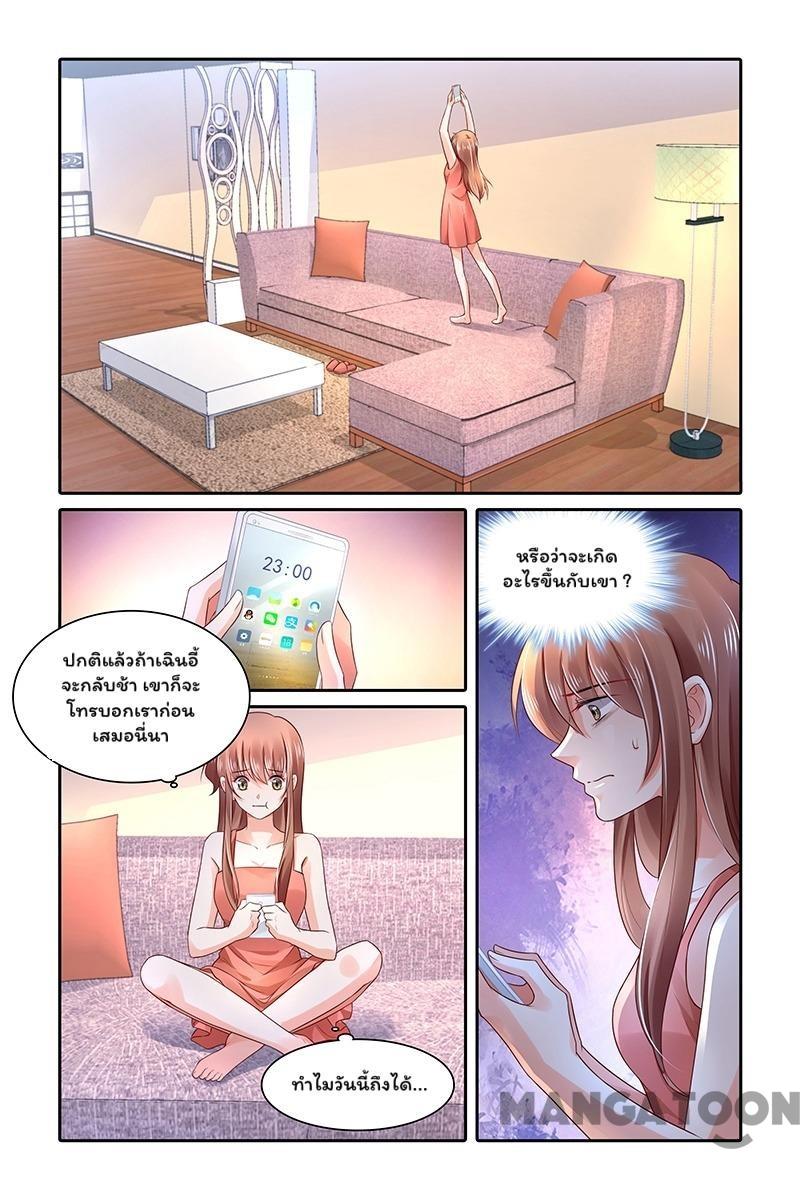 23:00
ปกติแล้วถ้าเฉินอี้
จะกลับช้า เขาก็จะ
โทรบอกเราก่อน
เสมอนี่นา
ทำไมวันนี้ถึงได้...
หรือว่าจะเกิด
อะไรขึ้นกับเขา ?
MANGATOON